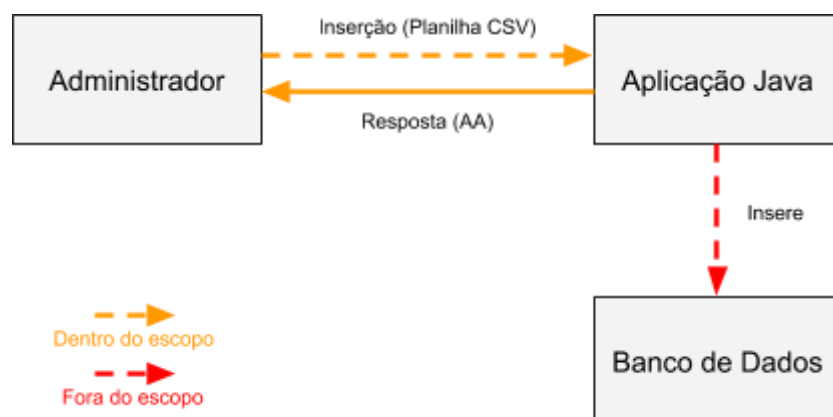 Inserção (Planilha CSV)
Administrador
Aplicação Java
Resposta (AA)
Insere
Dentro do escopo
Banco de Dados
Fora do escopo